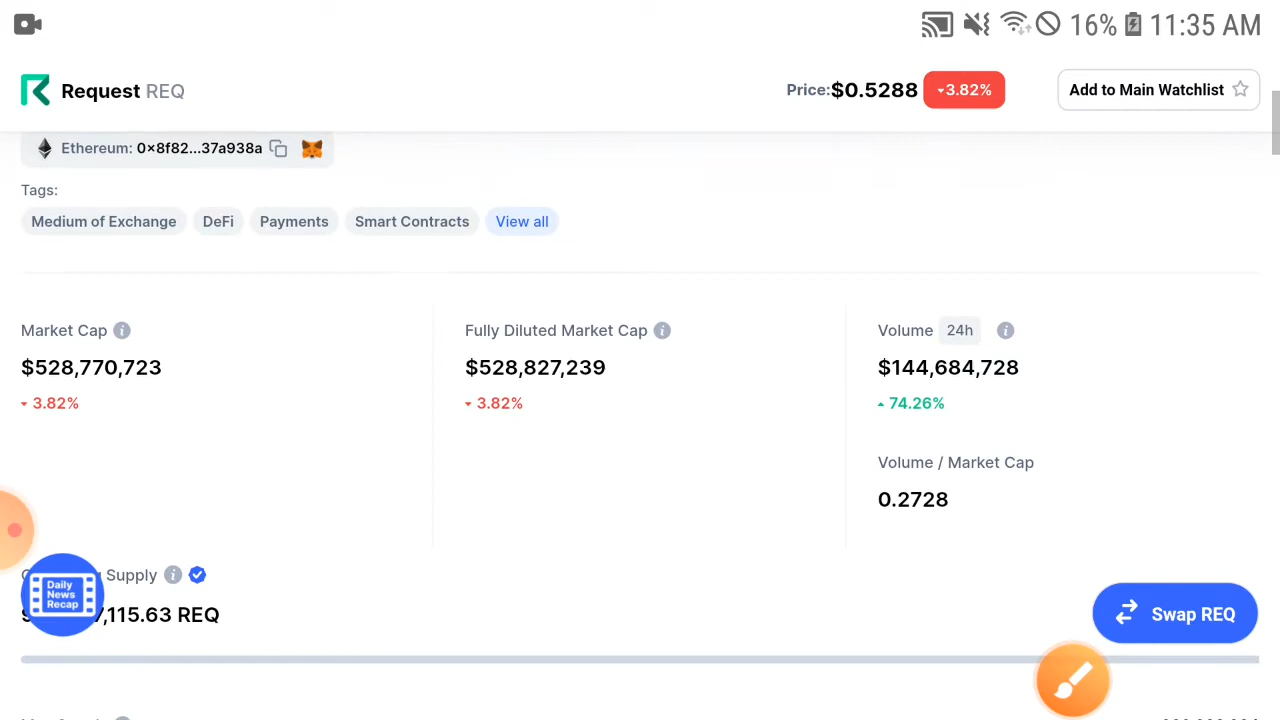 16% 11:35 AM
Request REQ Price:$0.5288 3.82% Add to Main Watchlist
Ethereum: 0x8f82...37a938a
Tags:
Medium of Exchange DeFi Payments Smart Contracts View all
Market Cap Fully Diluted Market Cap Volume 24h
$528,770,723 $528,827,239 $144,684,728
3.82% 3.82% 74.26%
Volume / Market Cap
0.2728
Supply
7,115.63 REQ
Daily
News
Recap
Swap REQ